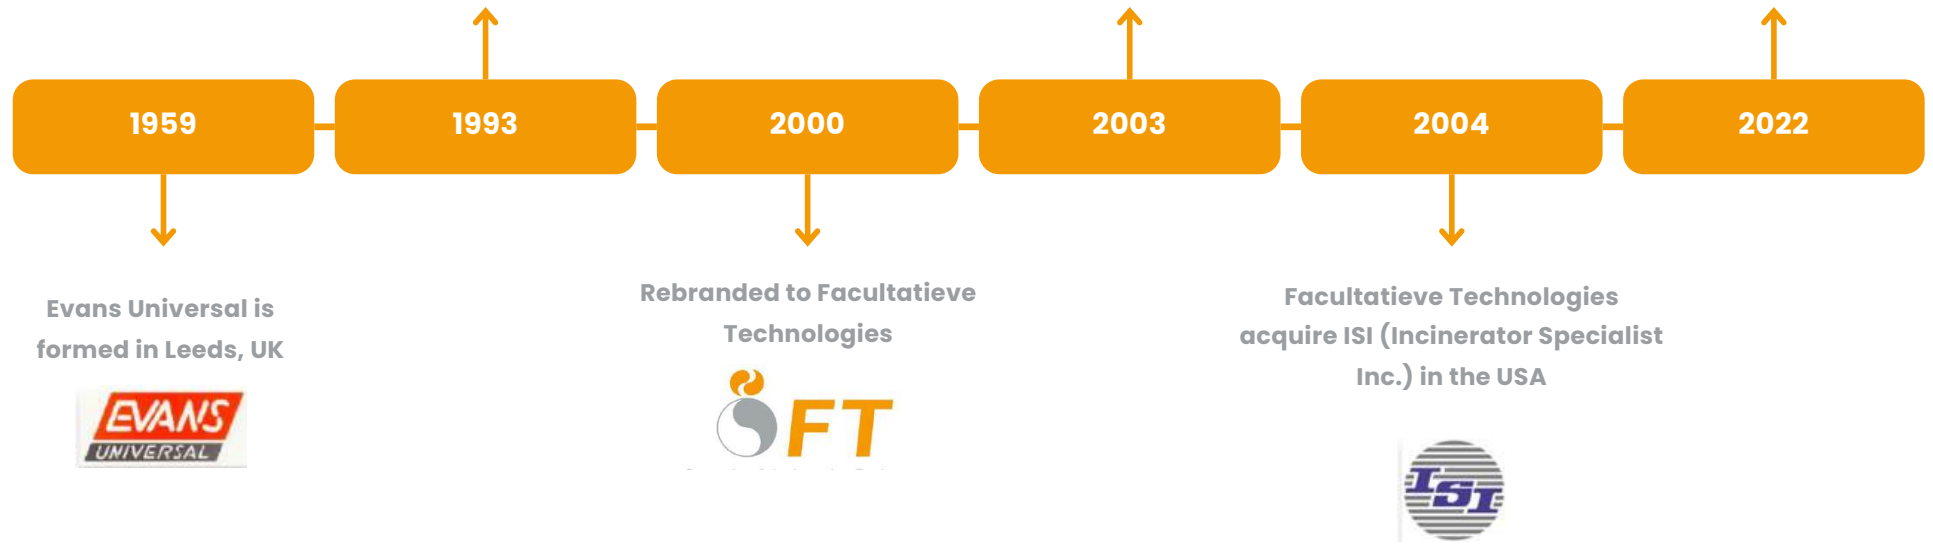 1959
1993
2000
2003
2004
2022
Evans Universal is
formed in Leeds, UK
EVANS
UNIVERSAL
Rebranded to Facultatieve
Technologies
FT
Facultatieve Technologies
acquire ISI (Incinerator Specialist
Inc.) in the USA
ISI